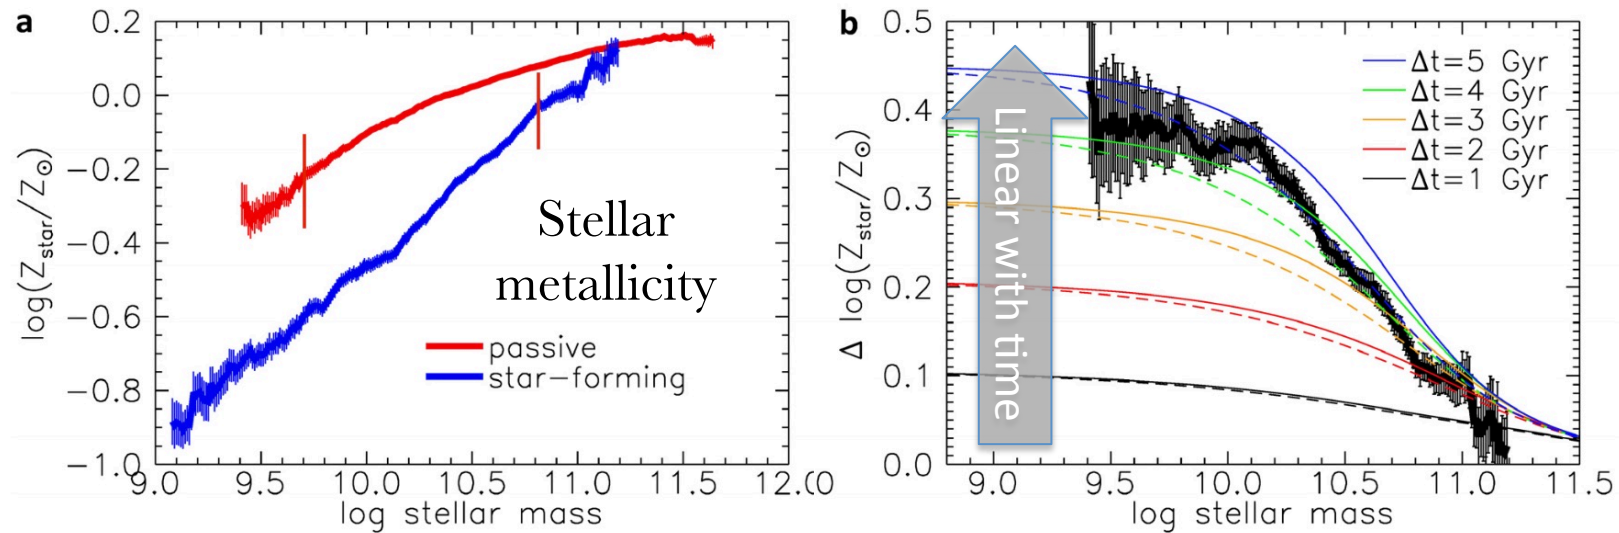 a
0.2
0.0
−0.2
−0.4
−0.6
−0.8
−1.0
log(Z_star/Z_⊙)
Stellar
metallicity
passive
star−forming
9.0 9.5 10.0 10.5 11.0 11.5 12.0
log stellar mass
b
0.5
0.4
0.3
0.2
0.1
0.0
Δ log(Z_star/Z_⊙)
Linear with time
Δt=5 Gyr
Δt=4 Gyr
Δt=3 Gyr
Δt=2 Gyr
Δt=1 Gyr
9.0 9.5 10.0 10.5 11.0 11.5
log stellar mass